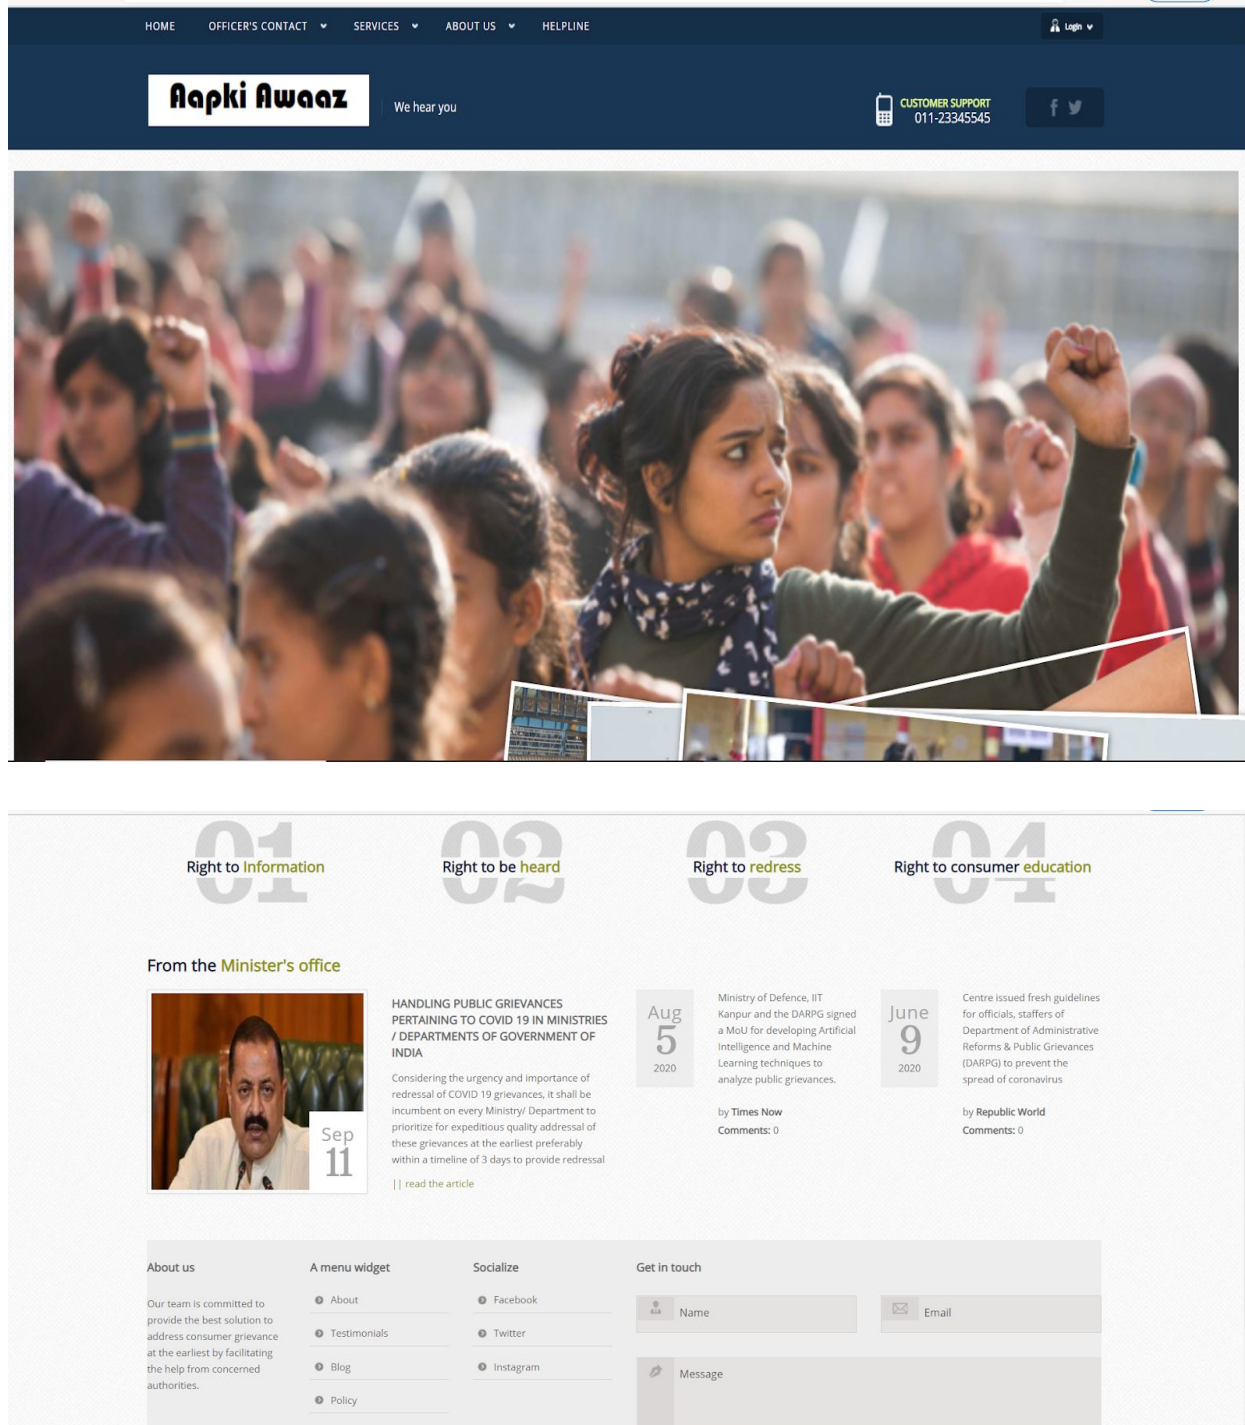 HOME OFFICER'S CONTACT SERVICES ABOUT US HELPLINE Login
Aapki Awaaz
We hear you
CUSTOMER SUPPORT
011-23345545
01 02 03 04
Right to Information Right to be heard Right to redress Right to consumer education
From the Minister's office
Sep
11
HANDLING PUBLIC GRIEVANCES
PERTAINING TO COVID 19 IN MINISTRIES
/ DEPARTMENTS OF GOVERNMENT OF
INDIA
Considering the urgency and importance of
redressal of COVID 19 grievances, it shall be
incumbent on every Ministry/ Department to
prioritize for expeditious quality addressal of
these grievances at the earliest preferably
within a timeline of 3 days to provide redressal
|| read the article
Aug
5
2020
Ministry of Defence, IIT
Kanpur and the DARPG signed
a MoU for developing Artificial
Intelligence and Machine
Learning techniques to
analyze public grievances.
by Times Now
Comments: 0
June
9
2020
Centre issued fresh guidelines
for officials, staffers of
Department of Administrative
Reforms & Public Grievances
(DARPG) to prevent the
spread of coronavirus
by Republic World
Comments: 0
About us
Our team is committed to
provide the best solution to
address consumer grievance
at the earliest by facilitating
the help from concerned
authorities.
A menu widget
About
Testimonials
Blog
Policy
Socialize
Facebook
Twitter
Instagram
Get in touch
Name
Email
Message